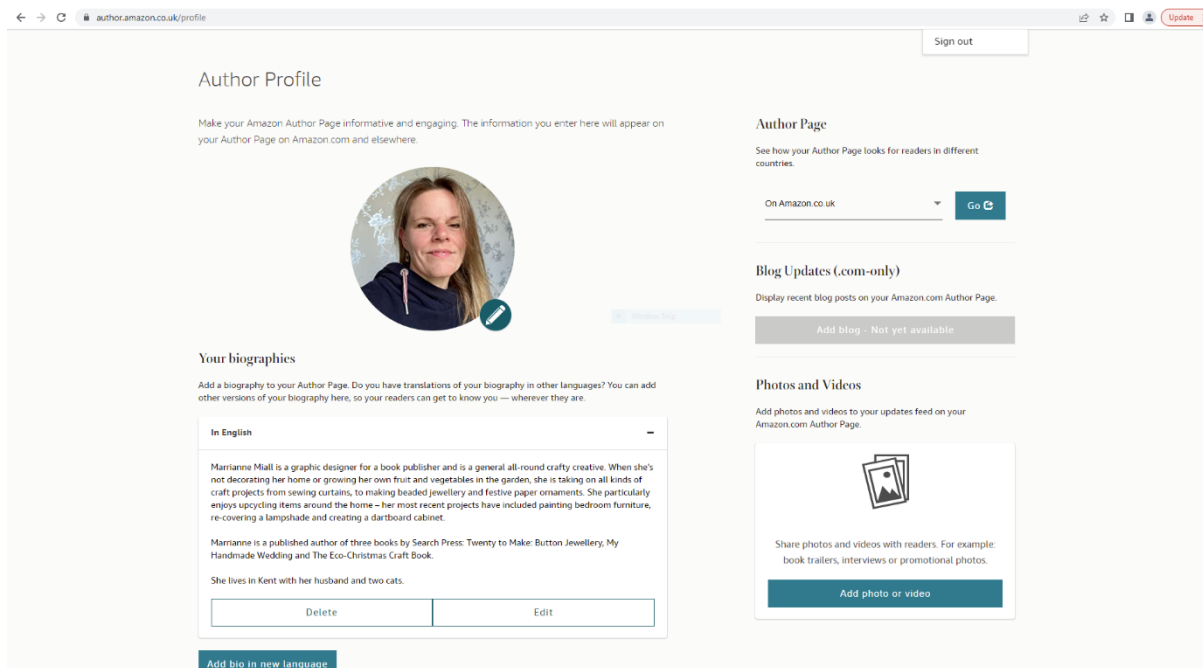 author.amazon.co.uk/profile
Update
Sign out
Author Profile
Make your Amazon Author Page informative and engaging. The information you enter here will appear on
your Author Page on Amazon.com and elsewhere.
Your biographies
Add a biography to your Author Page. Do you have translations of your biography in other languages? You can add
other versions of your biography here, so your readers can get to know you — wherever they are.
In English
Marrianne Miall is a graphic designer for a book publisher and is a general all-round crafty creative. When she's
not decorating her home or growing her own fruit and vegetables in the garden, she is taking on all kinds of
craft projects from sewing curtains, to making beaded jewellery and festive paper ornaments. She particularly
enjoys upcycling items around the home – her most recent projects have included painting bedroom furniture,
re-covering a lampshade and creating a dartboard cabinet.
Marrianne is a published author of three books by Search Press: Twenty to Make: Button Jewellery, My
Handmade Wedding and The Eco-Christmas Craft Book.
She lives in Kent with her husband and two cats.
Delete
Edit
Add bio in new language
Author Page
See how your Author Page looks for readers in different
countries.
On Amazon.co.uk
Go
Blog Updates (.com-only)
Display recent blog posts on your Amazon.com Author Page.
Add blog - Not yet available
Photos and Videos
Add photos and videos to your updates feed on your
Amazon.com Author Page.
Share photos and videos with readers. For example:
book trailers, interviews or promotional photos.
Add photo or video